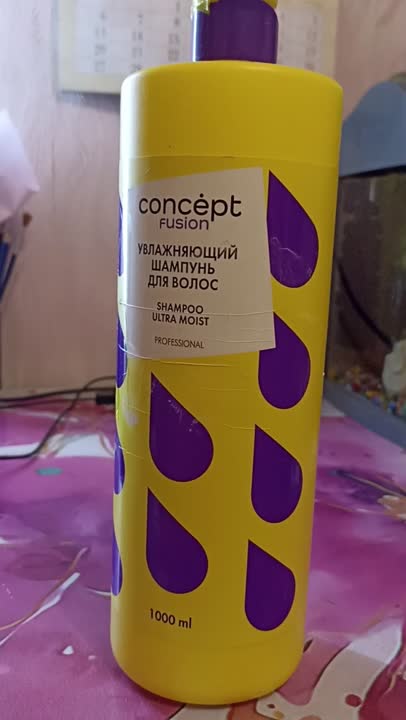 concept
FUSION
УВЛАЖНЯЮЩИЙ
ШАМПУНЬ
ДЛЯ ВОЛОС
SHAMPOO
ULTRA MOIST
PROFESSIONAL
1000 ml